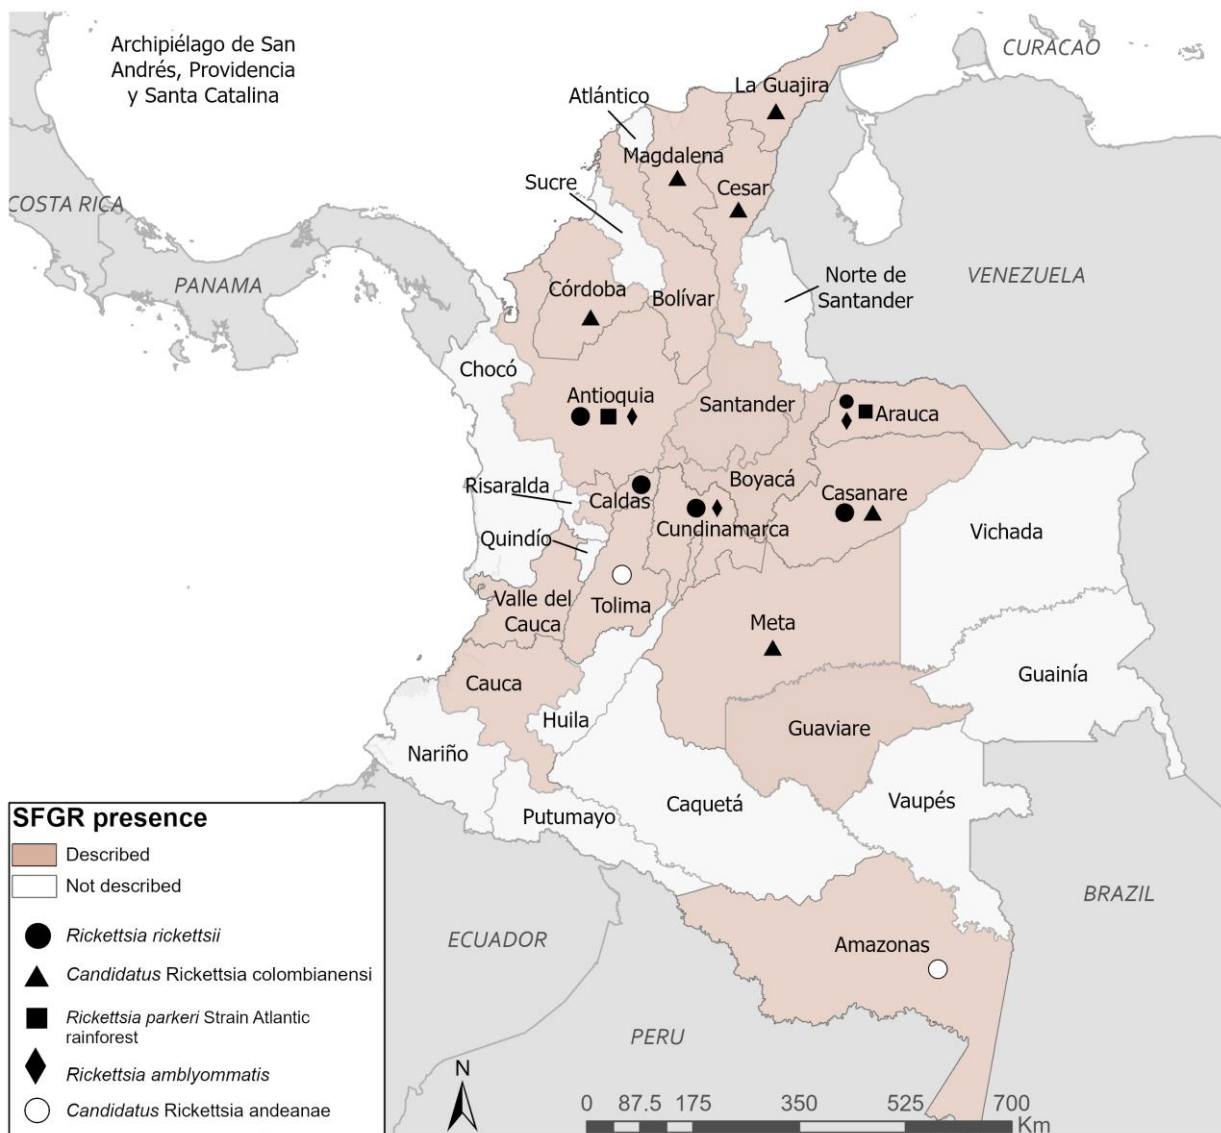 Archipiélago de San
Andrés, Providencia
y Santa Catalina
CURACAO
La Guajira
Atlántico
Magdalena
Cesar
Sucre
COSTA RICA
PANAMA
Córdoba
Bolívar
Norte de
Santander
VENEZUELA
Chocó
Antioquia
Santander
Arauca
Boyacá
Risaralda
Caldas
Casanare
Cundinamarca
Quindío
Vichada
Valle del
Cauca
Tolima
Meta
Guainía
Cauca
Huila
Guaviare
Nariño
Caquetá
Vaupés
Putumayo
BRAZIL
ECUADOR
Amazonas
PERU
SFGR presence
Described
Not described
Rickettsia rickettsii
Candidatus Rickettsia colombianensi
Rickettsia parkeri Strain Atlantic
rainforest
Rickettsia amblyommatis
Candidatus Rickettsia andeanae
N
0 87.5 175 350 525 700
Km